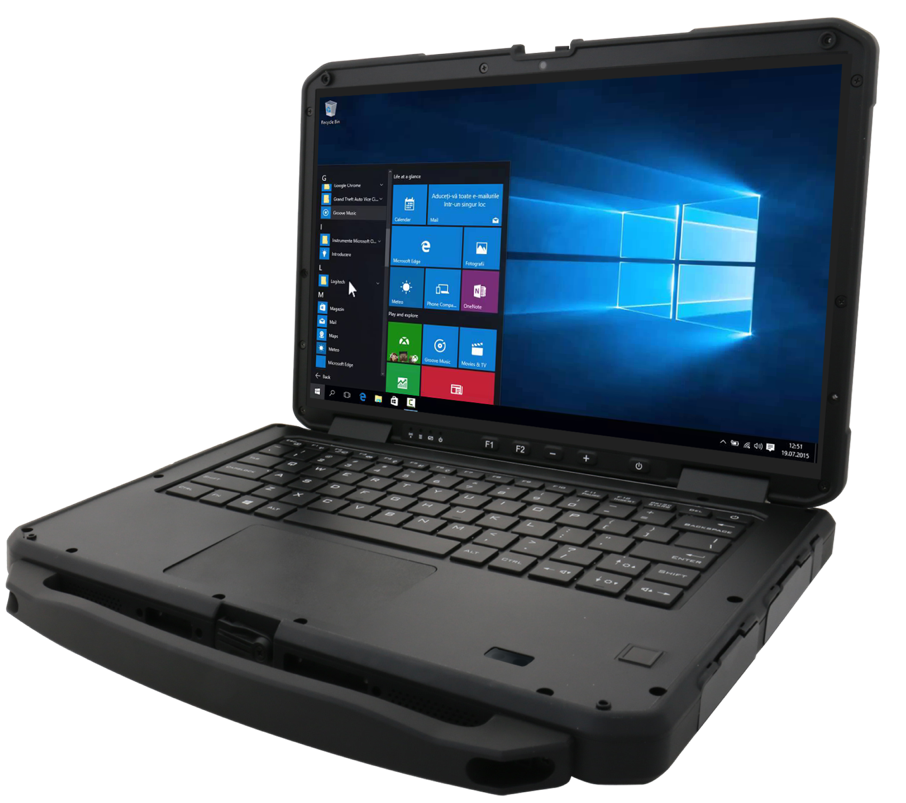 Recycle Bin
G
Google Chrome
Grand Theft Auto Vice C...
Groove Music
I
Instrumente Microsoft O...
Introducere
L
Logitech
M
Magazin
Mail
Maps
Meteo
Microsoft Edge
Back
Life at a glance
Calendar
Aduceți-vă toate e-mailurile
într-un singur loc
Mail
Microsoft Edge
Fotografii
Meteo
Phone Compa...
OneNote
Play and explore
Groove Music
Movies & TV
12:51
19.07.2015
F1
F2
BACKSPACE
ENTER
SHIFT
ALT
ALT
CTRL